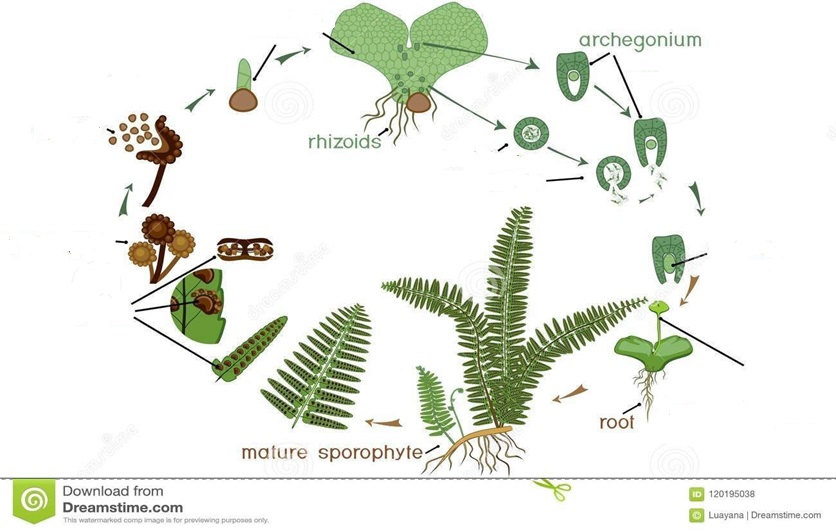 archegonium
rhizoids
root
mature sporophyte
Download from
Dreamstime.com
This watermarked comp image is for previewing purposes only.
ID 120195038
Luayana | Dreamstime.com